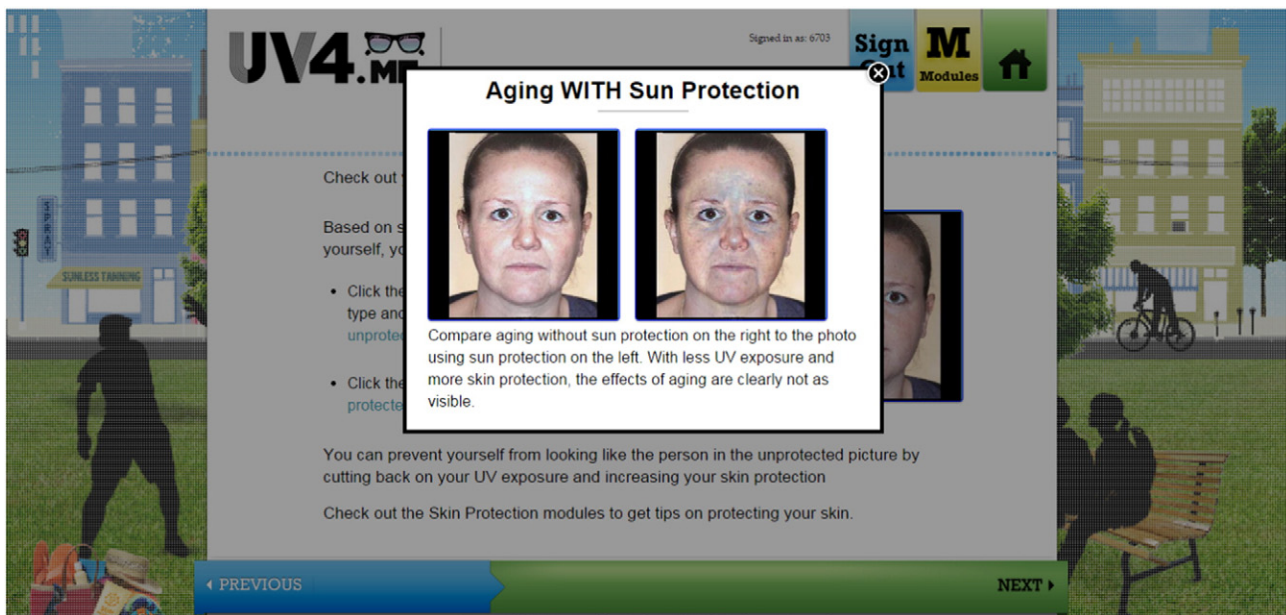 UV4.ME
Signed in as: 6703
Sign
Out
M
Modules
Aging WITH Sun Protection
Check out
Based on s
yourself, yo
SPRAY
SUNLESS TANNING
• Click the
type and
unprotec
• Click the
protecte
Compare aging without sun protection on the right to the photo
using sun protection on the left. With less UV exposure and
more skin protection, the effects of aging are clearly not as
visible.
You can prevent yourself from looking like the person in the unprotected picture by
cutting back on your UV exposure and increasing your skin protection
Check out the Skin Protection modules to get tips on protecting your skin.
PREVIOUS
NEXT